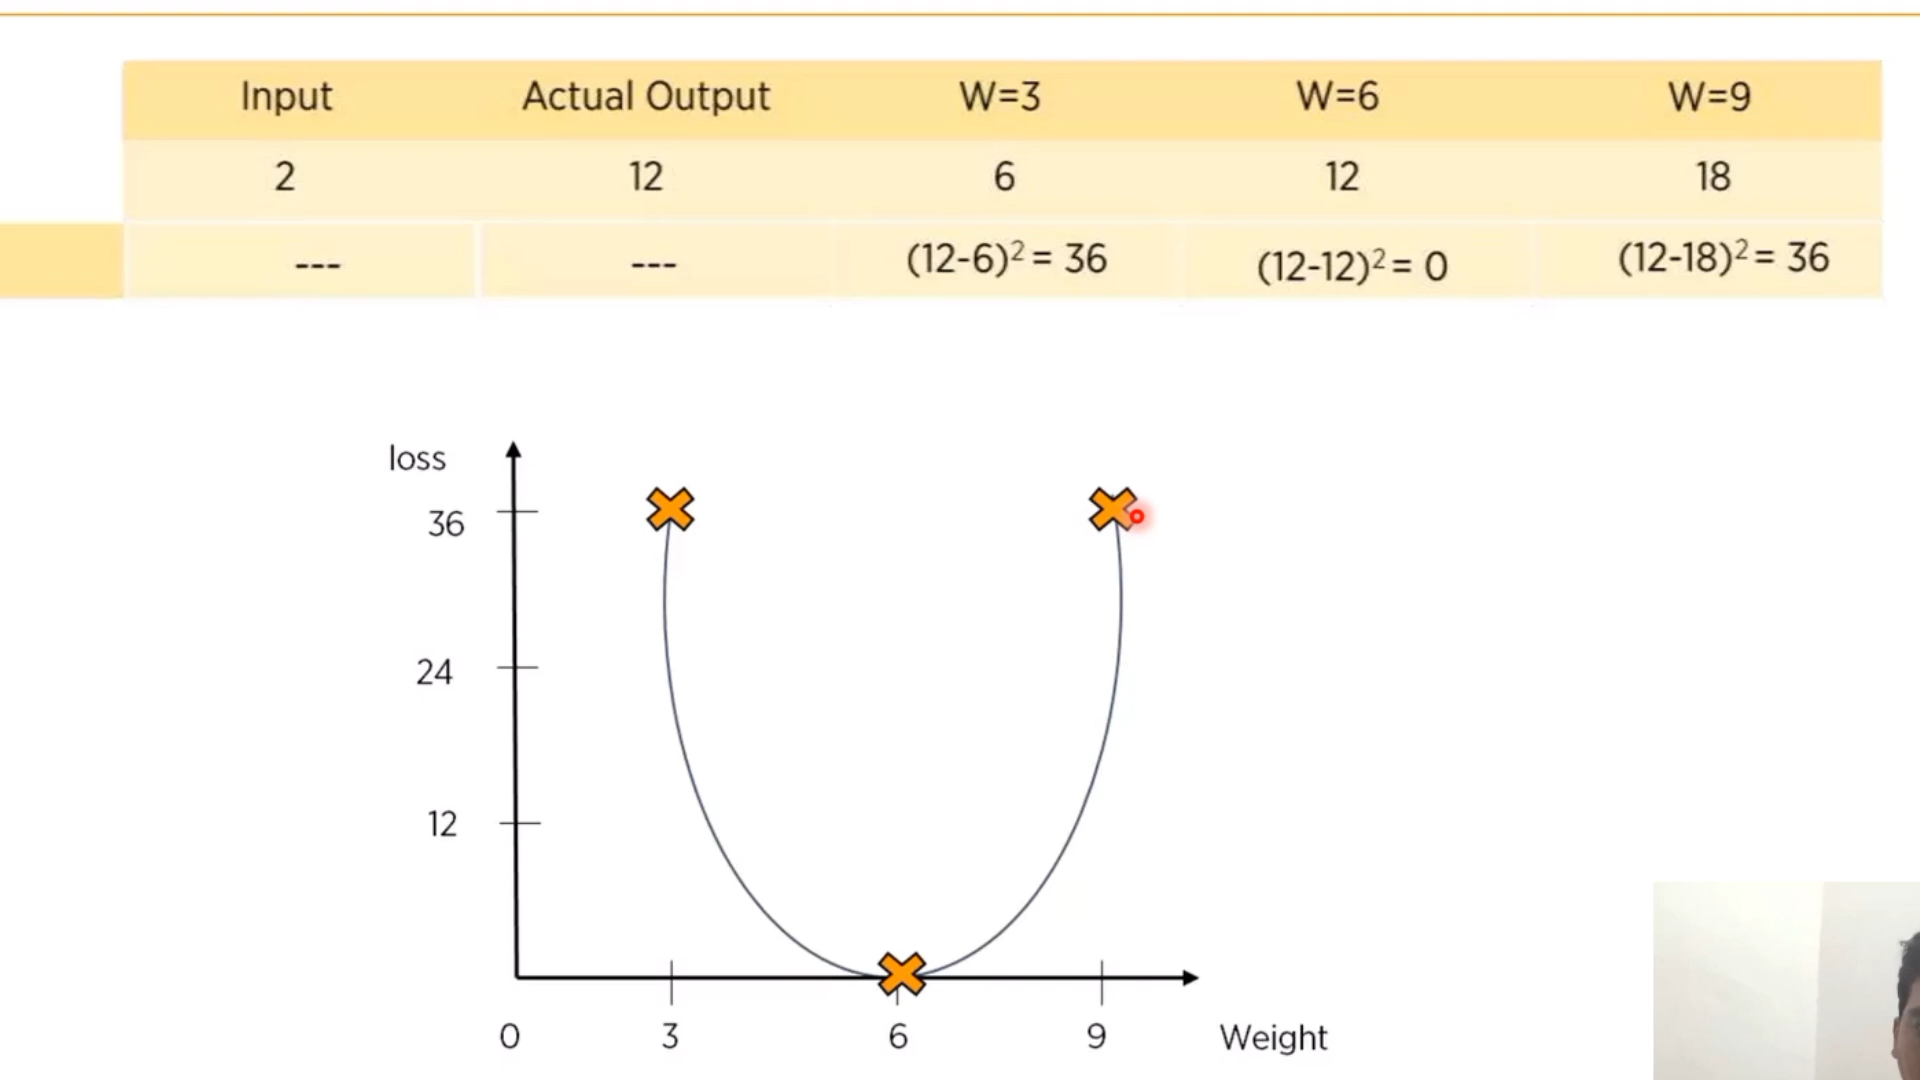 Input Actual Output W=3 W=6 W=9
2 12 6 12 18
--- --- (12-6)² = 36 (12-12)² = 0 (12-18)² = 36
loss
36
24
12
0 3 6 9 Weight